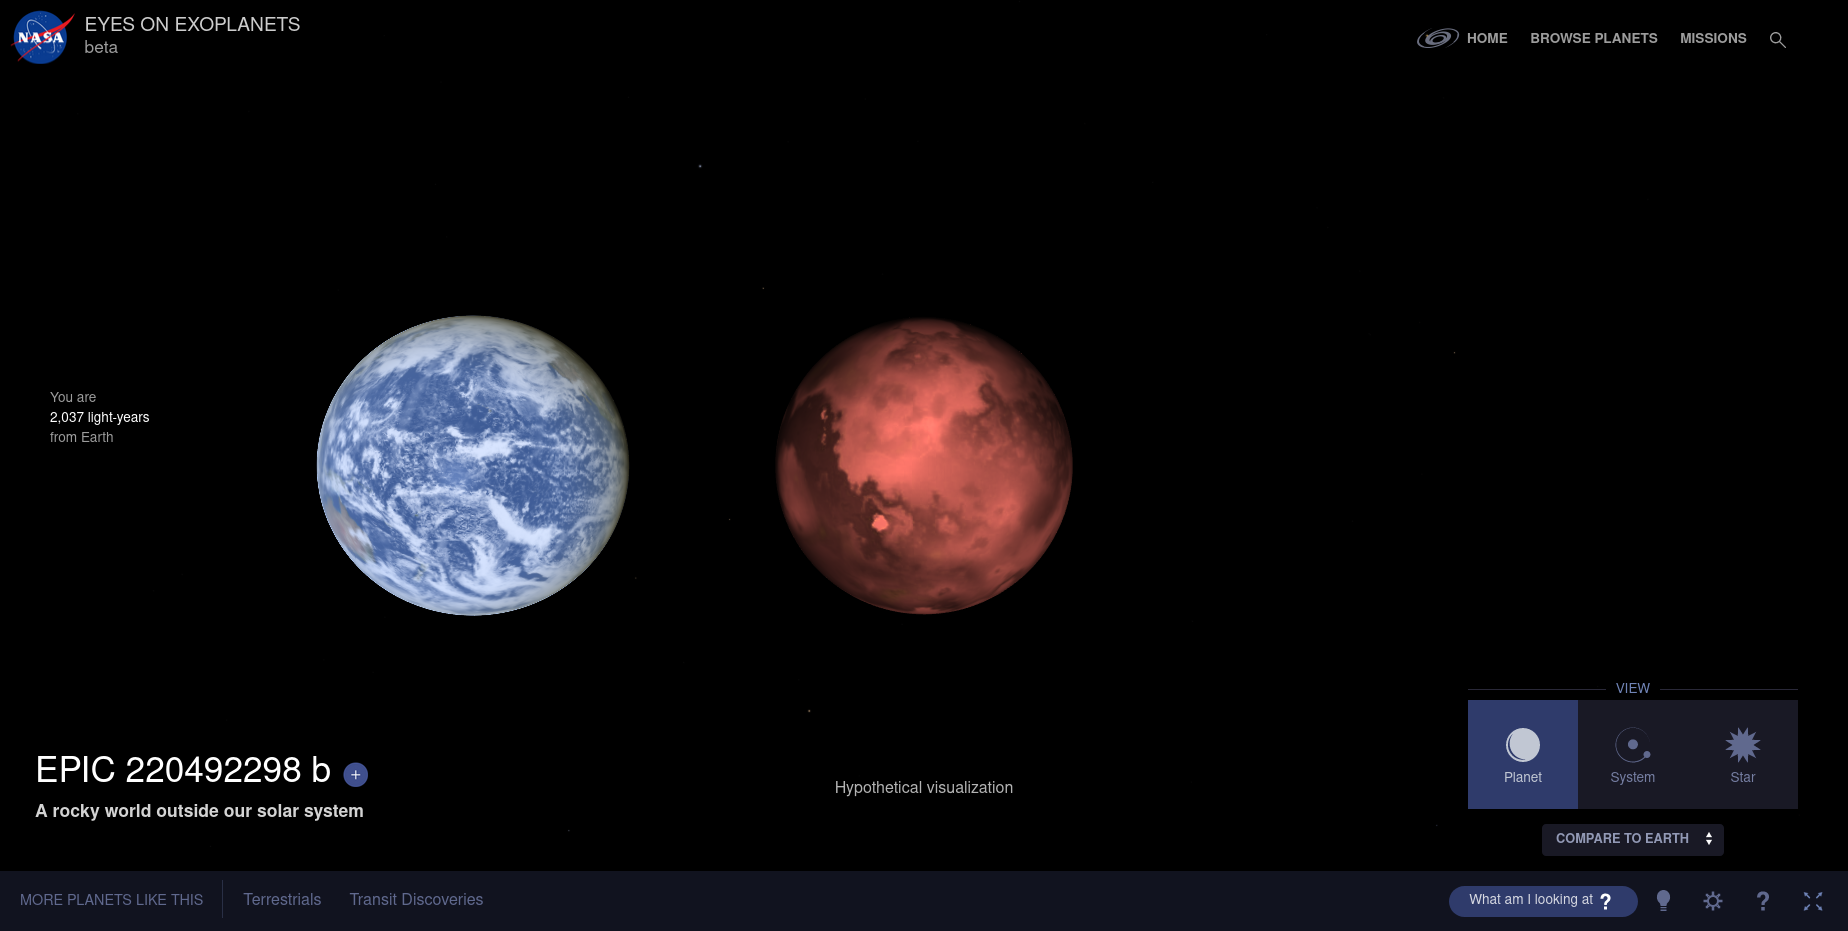 NASA
EYES ON EXOPLANETS
beta
HOME
BROWSE PLANETS
MISSIONS
You are
2,037 light-years
from Earth
EPIC 220492298 b +
A rocky world outside our solar system
Hypothetical visualization
VIEW
Planet
System
Star
COMPARE TO EARTH
MORE PLANETS LIKE THIS
Terrestrials
Transit Discoveries
What am I looking at ?
?